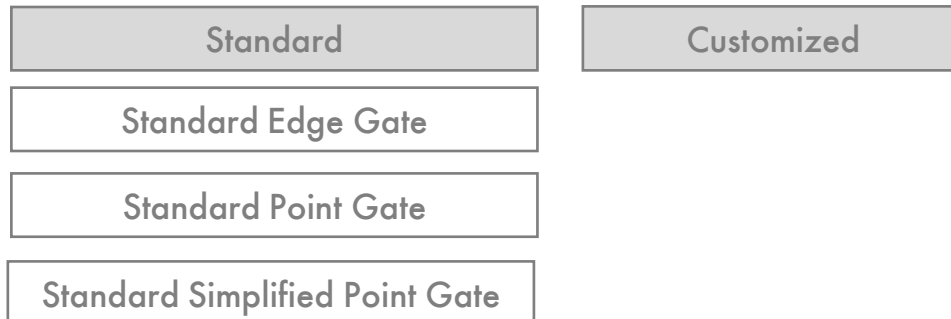 Standard
Customized
Standard Edge Gate
Standard Point Gate
Standard Simplified Point Gate